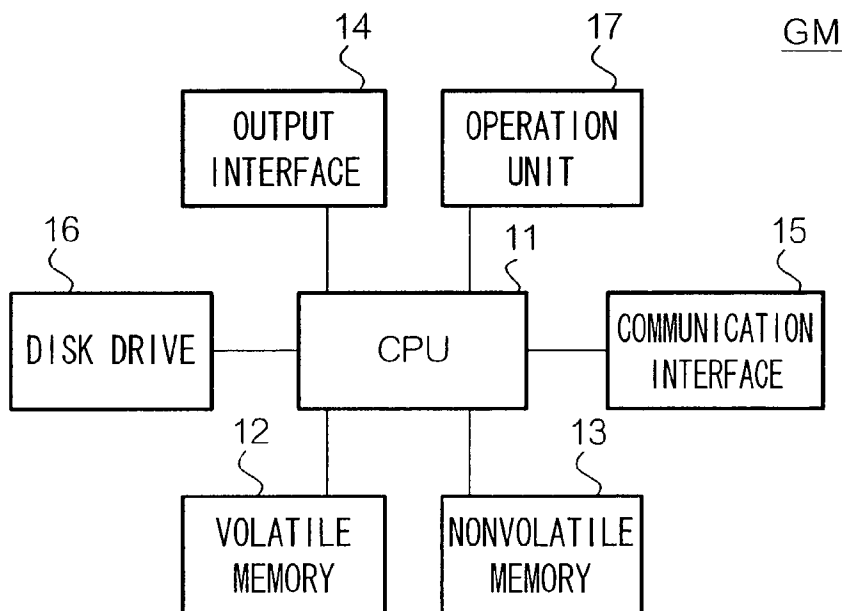 14
17
GM
OUTPUT
INTERFACE
OPERATION
UNIT
16
11
15
DISK DRIVE
CPU
COMMUNICATION
INTERFACE
12
13
VOLATILE
MEMORY
NONVOLATILE
MEMORY